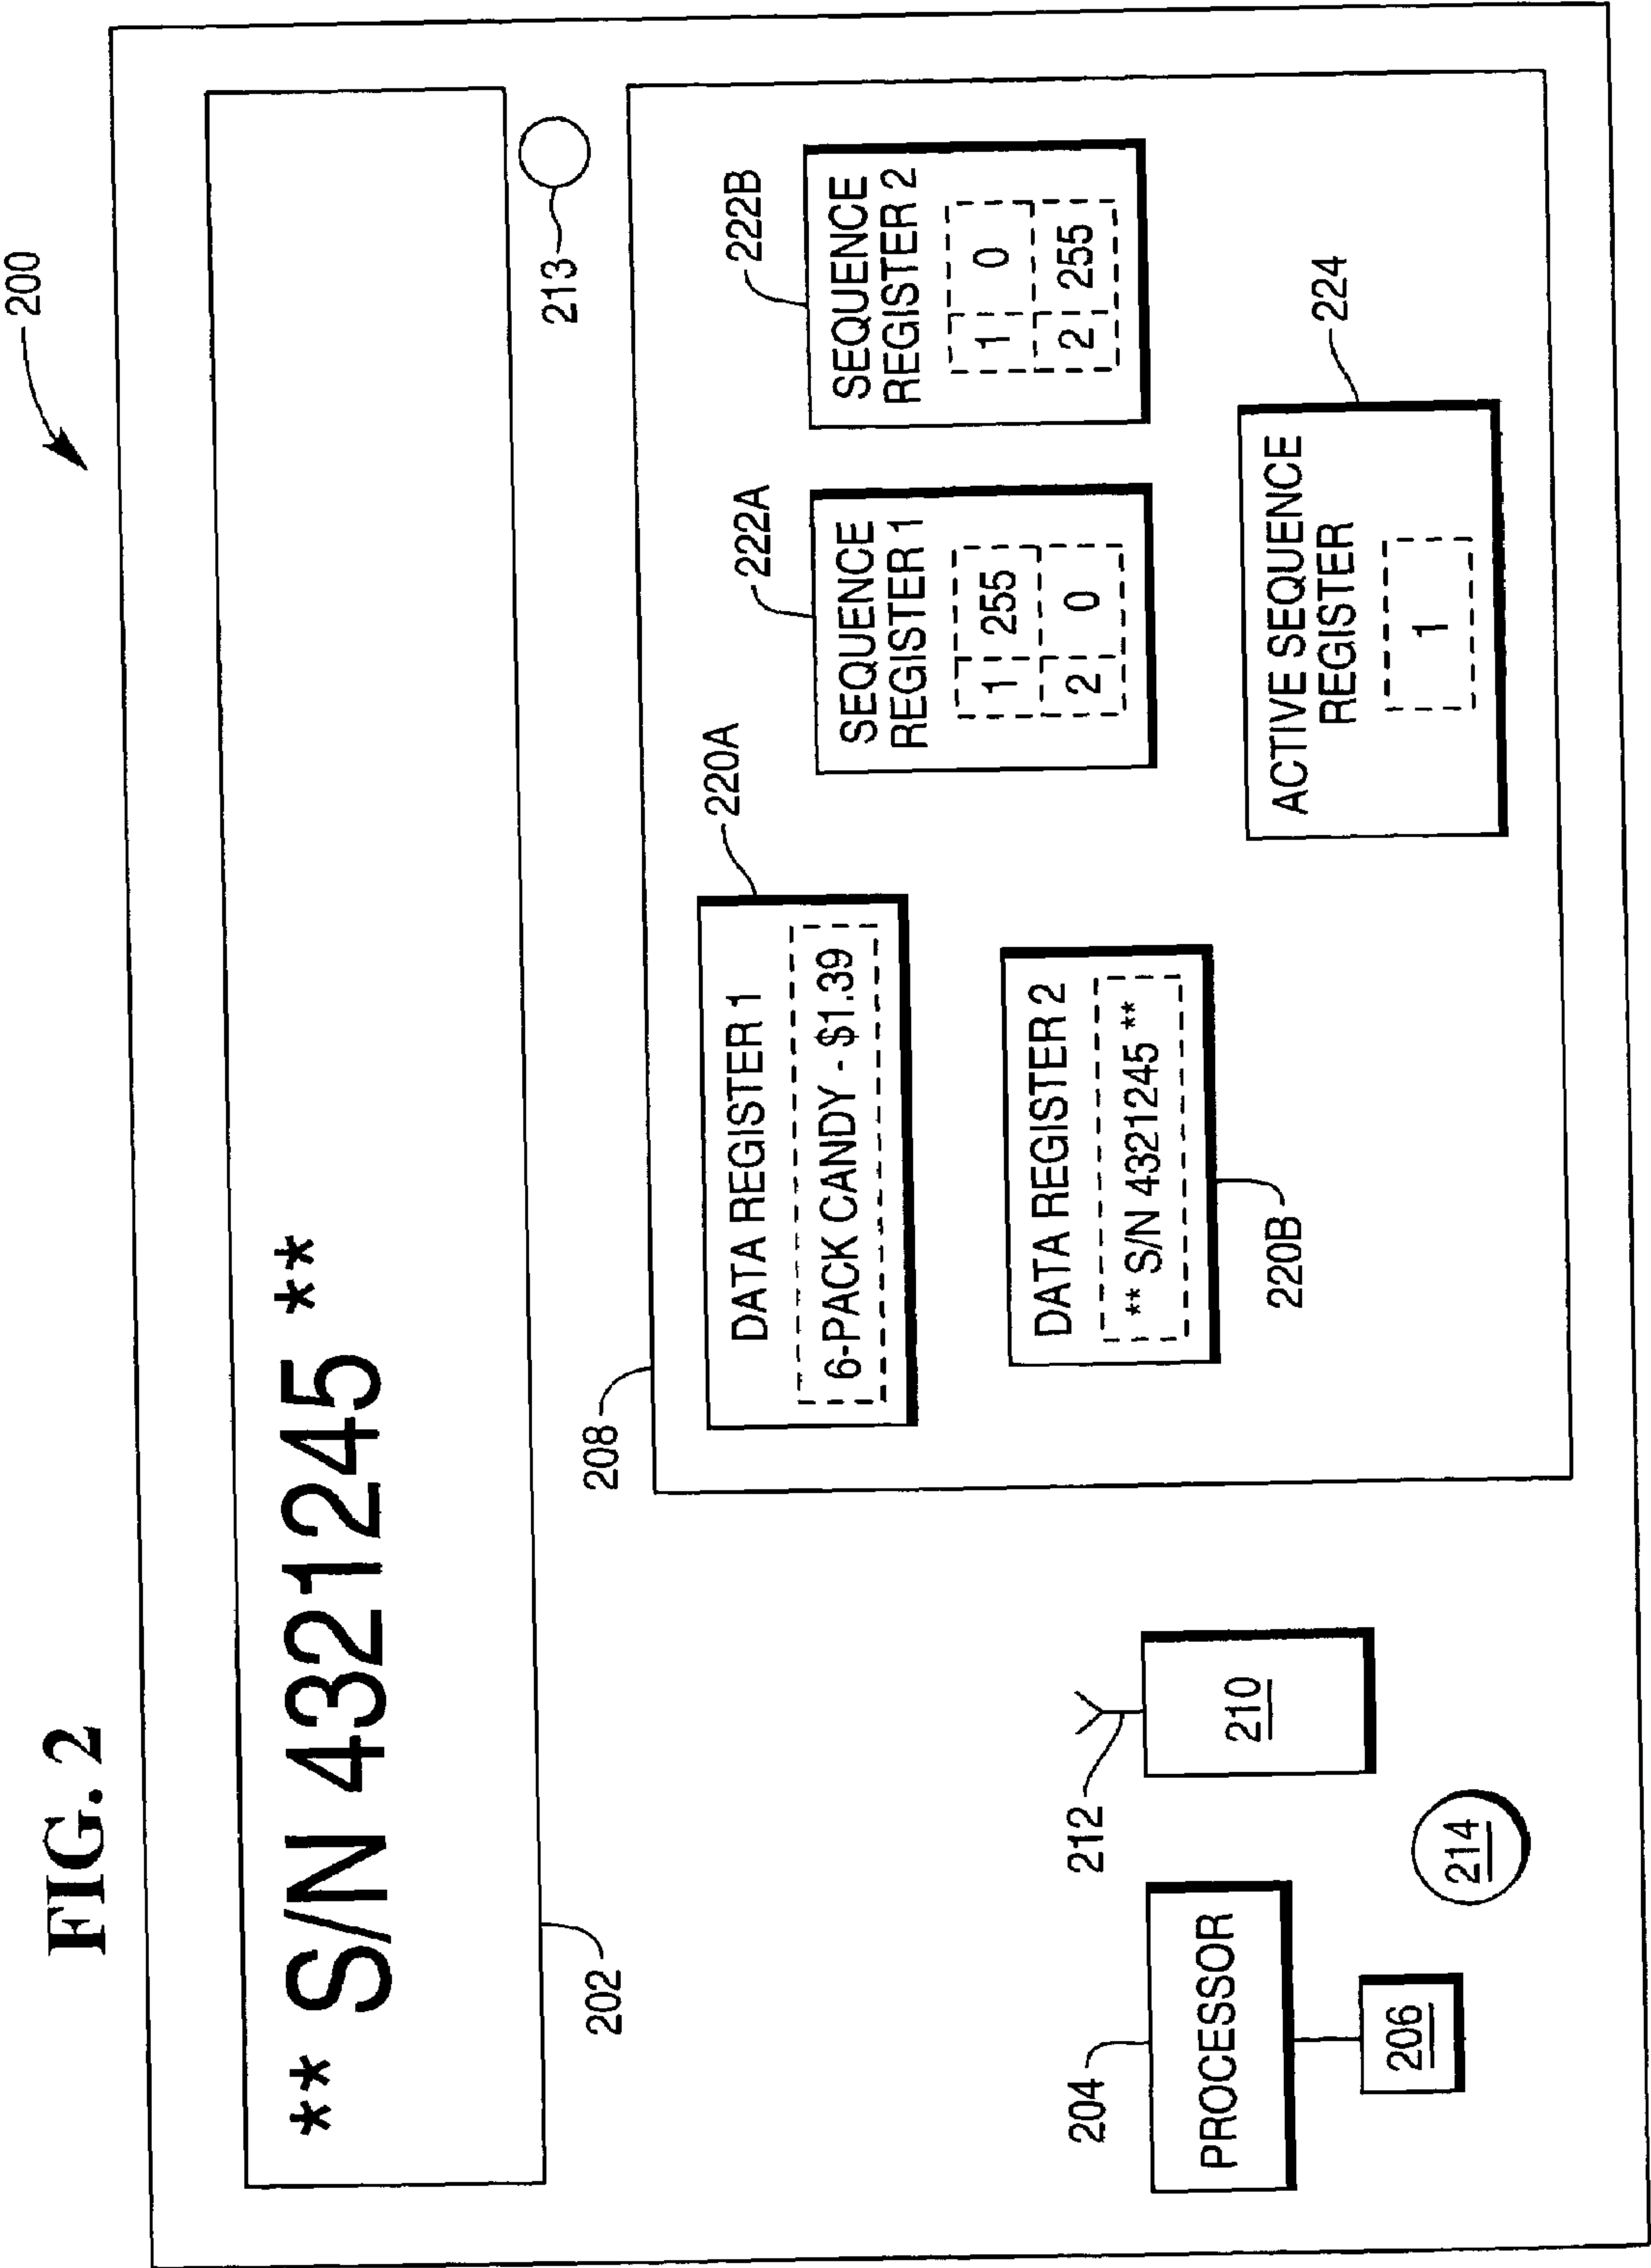 FIG. 2
200
** S/N 4321245 **
202
213
208
DATA REGISTER 1
6-PACK CANDY - $1.39
220A
DATA REGISTER 2
** S/N 4321245 **
220B
SEQUENCE
REGISTER 1
1 255
2 0
222A
SEQUENCE
REGISTER 2
1 0
2 255
222B
ACTIVE SEQUENCE
REGISTER
1
224
204
PROCESSOR
206
212
210
214